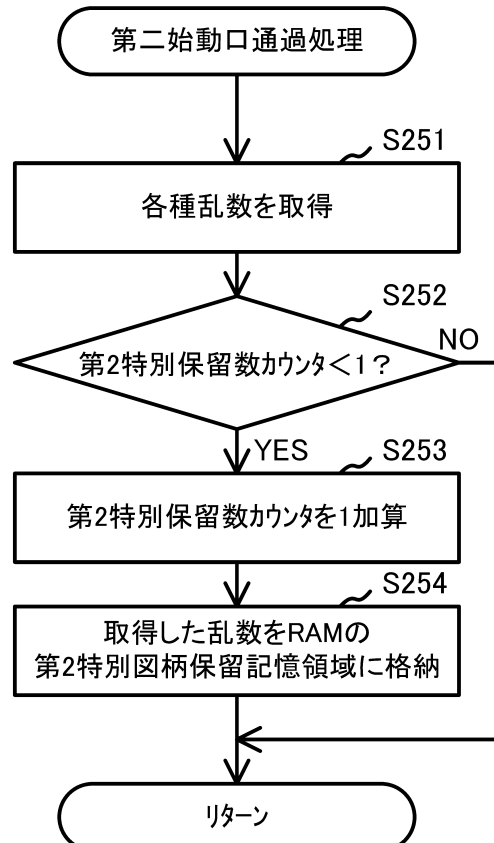 第二始動口通過処理
S251
各種乱数を取得
S252
第2特別保留数カウンタ＜1？
NO
YES
S253
第2特別保留数カウンタを1加算
S254
取得した乱数をRAMの
第2特別図柄保留記憶領域に格納
リターン